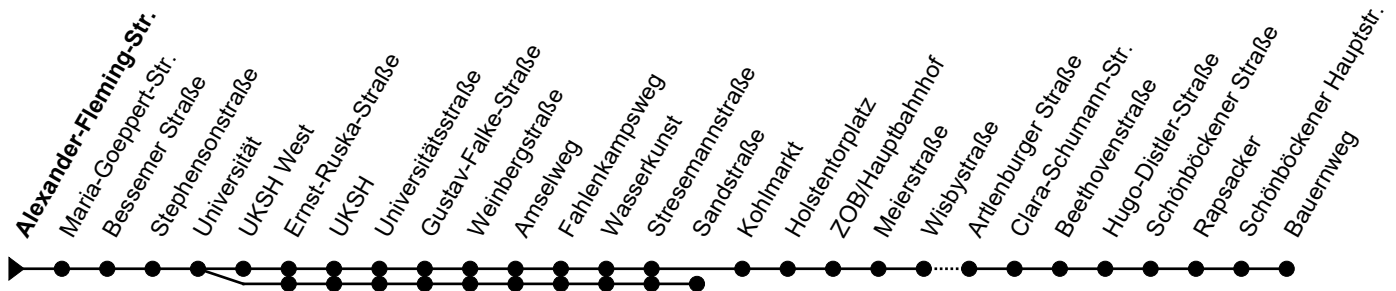 Alexander-Fleming-Str.
Maria-Goeppert-Str.
Bessemer Straße
Stephensonstraße
Universität
UKSH West
Ernst-Ruska-Straße
UKSH
Universitätsstraße
Gustav-Falke-Straße
Weinbergstraße
Amselweg
Fahlenkampsweg
Wasserkunst
Stresemannstraße
Sandstraße
Kohlmarkt
Holstentorplatz
ZOB/Hauptbahnhof
Meierstraße
Wisbystraße
Artlenburger Straße
Clara-Schumann-Str.
Beethovenstraße
Hugo-Distler-Straße
Schönböckener Straße
Rapsacker
Schönböckener Hauptstr.
Bauernweg